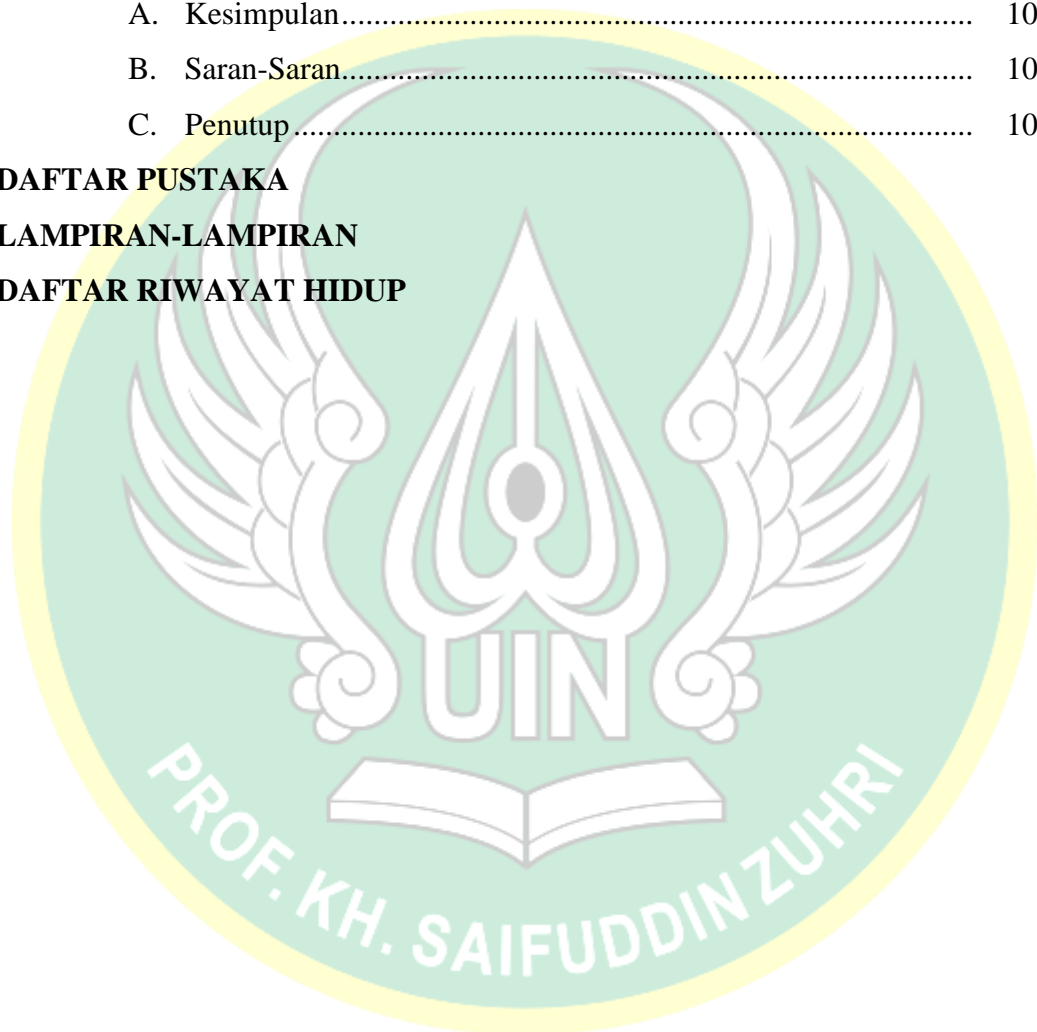 A. Kesimpulan........................................................................... 10
B. Saran-Saran........................................................................... 10
C. Penutup................................................................................. 10
DAFTAR PUSTAKA
LAMPIRAN-LAMPIRAN
DAFTAR RIWAYAT HIDUP
UIN
PROF. KH. SAIFUDDIN ZUHRI